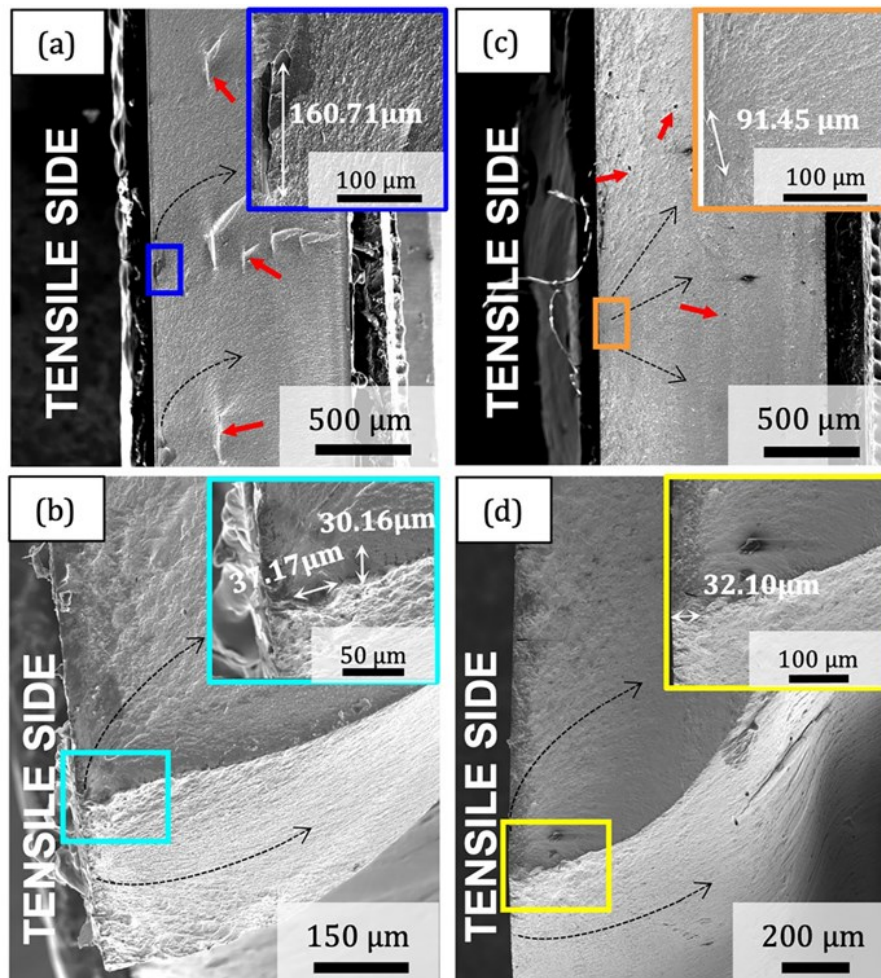 (a)
TENSILE SIDE
160.71μm
100 μm
500 μm
(c)
TENSILE SIDE
91.45 μm
100 μm
500 μm
(b)
TENSILE SIDE
30.16μm
37.17μm
50 μm
150 μm
(d)
TENSILE SIDE
32.10μm
100 μm
200 μm